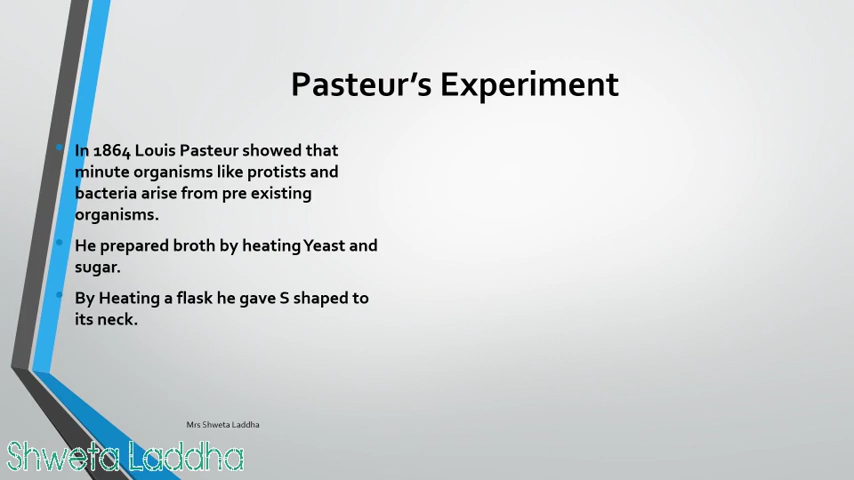 Pasteur's Experiment
In 1864 Louis Pasteur showed that
minute organisms like protists and
bacteria arise from pre existing
organisms.
He prepared broth by heating Yeast and
sugar.
By Heating a flask he gave S shaped to
its neck.
Mrs Shweta Laddha
Shweta Laddha